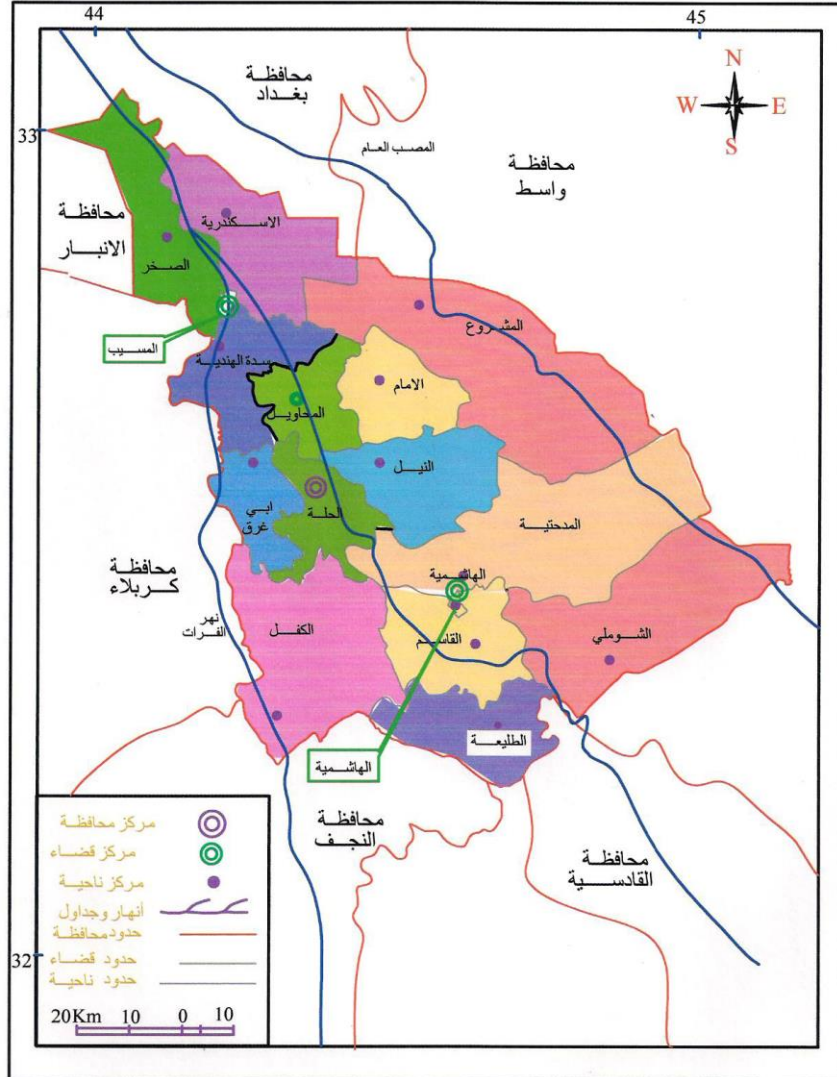 44
45
33
32
N
W
E
S
محافظة
بغداد
المصب العام
محافظة
واسط
محافظة
الانبار
الاسكندرية
الصخر
المشروع
المسيب
سدة الهندية
الامام
المحاويل
النيل
ابي
غرق
الحلة
المدحتية
محافظة
كربلاء
الهاشمية
نهر
الفرات
الكفل
القاسم
الشوملي
الطليعة
الهاشمية
محافظة
النجف
محافظة
القادسية
مركز محافظة
مركز قضاء
مركز ناحية
أنهار وجداول
حدود محافظة
حدود قضاء
حدود ناحية
20Km 10 0 10